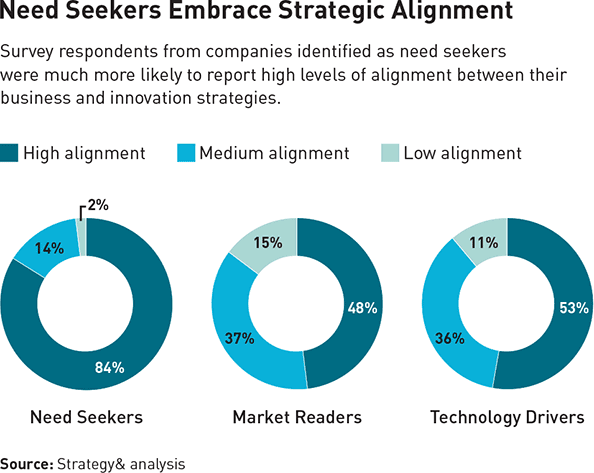 Need Seekers Embrace Strategic Alignment
Survey respondents from companies identified as need seekers
were much more likely to report high levels of alignment between their
business and innovation strategies.
High alignment
Medium alignment
Low alignment
2%
14%
84%
15%
37%
48%
11%
36%
53%
Need Seekers
Market Readers
Technology Drivers
Source: Strategy& analysis